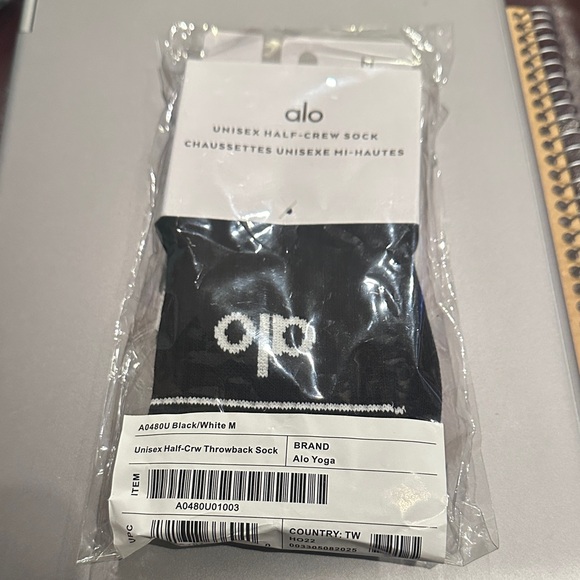 alo
UNISEX HALF-CREW SOCK
CHAUSSETTES UNISEXE MI-HAUTES
alo
A0480U Black/White M
Unisex Half-Crw Throwback Sock
BRAND
Alo Yoga
ITEM
A0480U01003
UPC
COUNTRY: TW
HO22